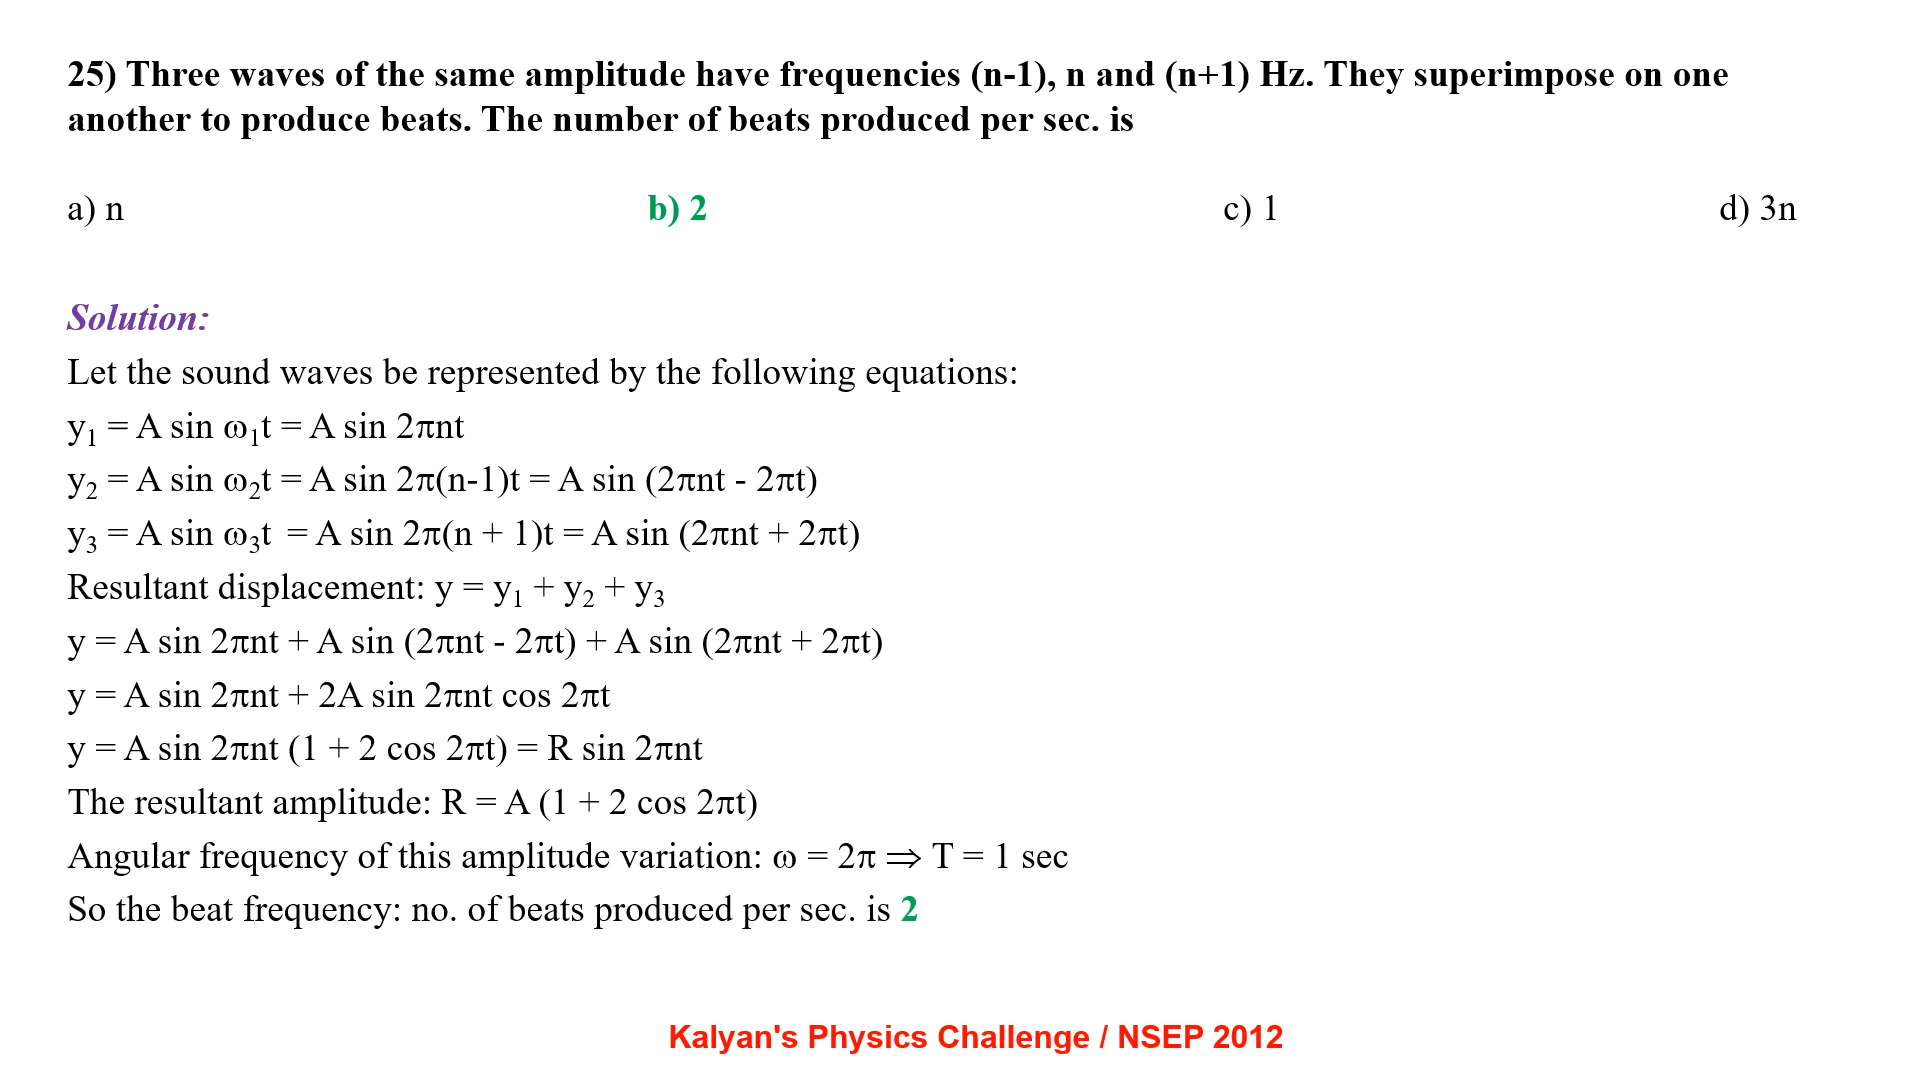 25) Three waves of the same amplitude have frequencies (n-1), n and (n+1) Hz. They superimpose on one
another to produce beats. The number of beats produced per sec. is
a) n b) 2 c) 1 d) 3n
Solution:
Let the sound waves be represented by the following equations:
y₁ = A sin ω₁t = A sin 2πnt
y₂ = A sin ω₂t = A sin 2π(n-1)t = A sin (2πnt - 2πt)
y₃ = A sin ω₃t = A sin 2π(n + 1)t = A sin (2πnt + 2πt)
Resultant displacement: y = y₁ + y₂ + y₃
y = A sin 2πnt + A sin (2πnt - 2πt) + A sin (2πnt + 2πt)
y = A sin 2πnt + 2A sin 2πnt cos 2πt
y = A sin 2πnt (1 + 2 cos 2πt) = R sin 2πnt
The resultant amplitude: R = A (1 + 2 cos 2πt)
Angular frequency of this amplitude variation: ω = 2π ⇒ T = 1 sec
So the beat frequency: no. of beats produced per sec. is 2
Kalyan's Physics Challenge / NSEP 2012